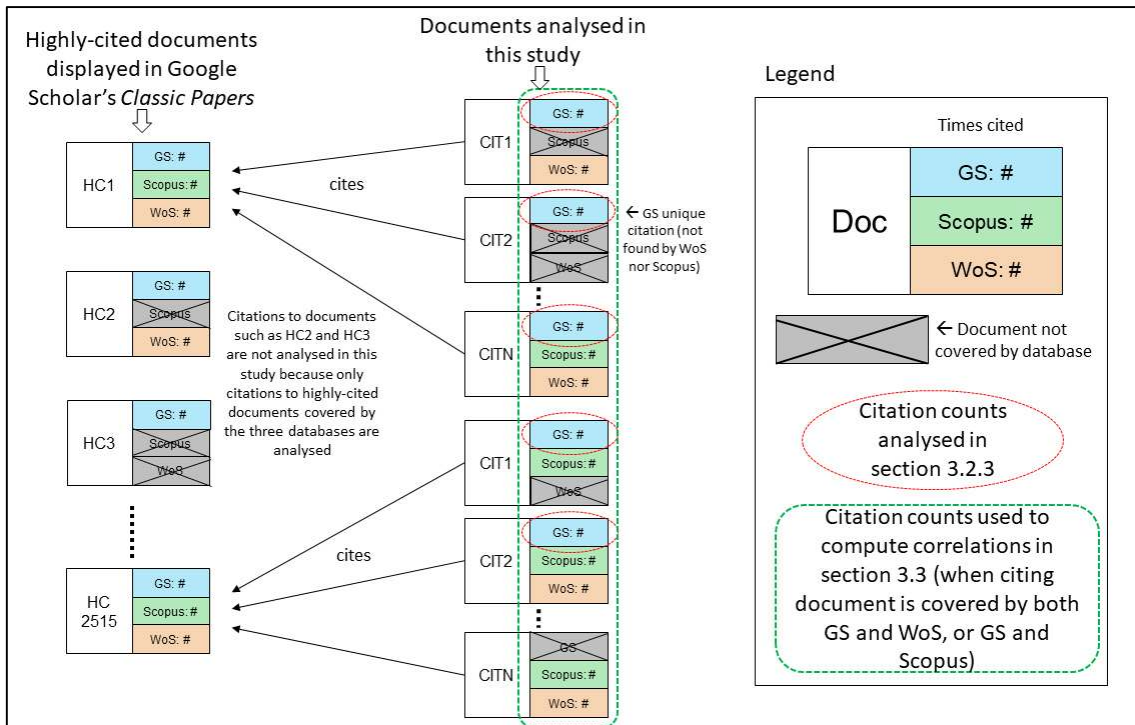 Highly-cited documents
displayed in Google
Scholar's Classic Papers
HC1
GS: #
Scopus: #
WoS: #
HC2
GS: #
Scopus
WoS: #
HC3
GS: #
Scopus
WoS
HC
2515
GS: #
Scopus: #
WoS: #
cites
Citations to documents
such as HC2 and HC3
are not analysed in this
study because only
citations to highly-cited
documents covered by
the three databases are
analysed
cites
Documents analysed in
this study
CIT1
GS: #
Scopus
WoS: #
CIT2
GS: #
Scopus
WoS
← GS unique
citation (not
found by WoS
nor Scopus)
CITN
GS: #
Scopus: #
WoS: #
CIT1
GS: #
Scopus: #
WoS
CIT2
GS: #
Scopus: #
WoS: #
CITN
GS
Scopus: #
WoS: #
Legend
Times cited
Doc
GS: #
Scopus: #
WoS: #
← Document not
covered by database
Citation counts
analysed in
section 3.2.3
Citation counts used to
compute correlations in
section 3.3 (when citing
document is covered by both
GS and WoS, or GS and
Scopus)